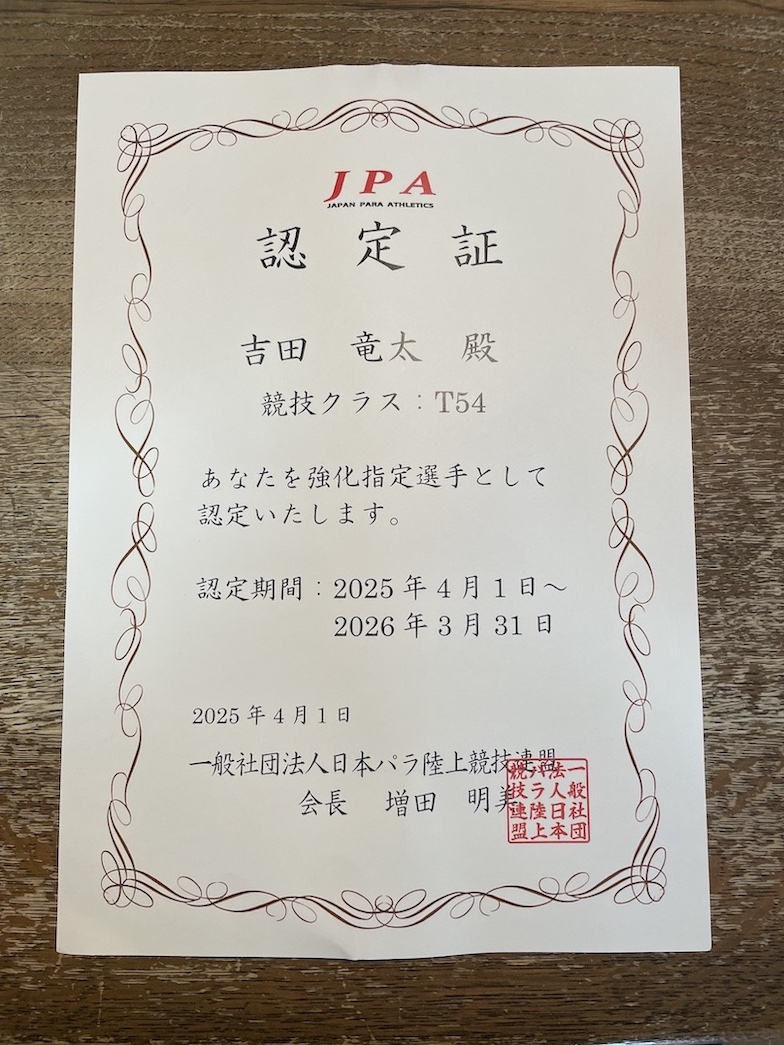 JPA
JAPAN PARA ATHLETICS
認定証
吉田 竜太 殿
競技クラス：T54
あなたを強化指定選手として
認定いたします。
認定期間：2025年4月1日～
2026年3月31日
2025年4月1日
一般社団法人日本パラ陸上競技連盟
会長 増田 明美
一般社団
法人日本
パラ陸上
競技連盟